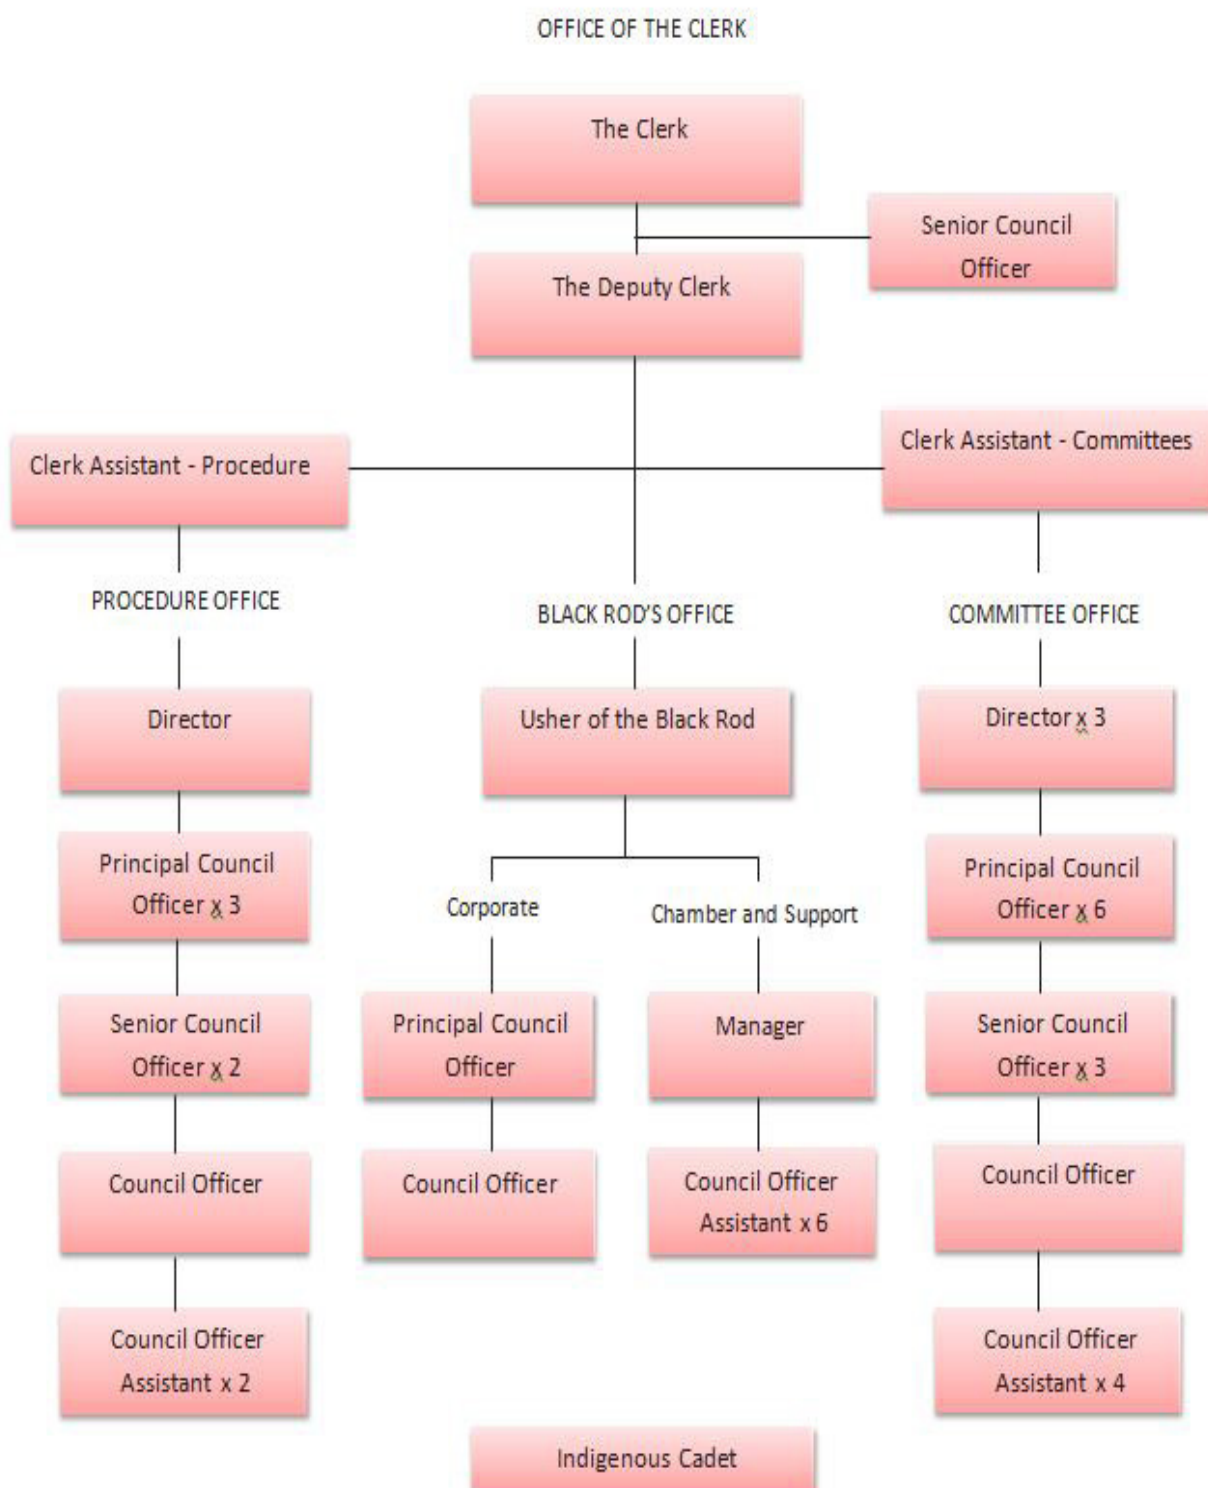 OFFICE OF THE CLERK
The Clerk
Senior Council
Officer
The Deputy Clerk
Clerk Assistant - Procedure
Clerk Assistant - Committees
PROCEDURE OFFICE
BLACK ROD'S OFFICE
COMMITTEE OFFICE
Director
Usher of the Black Rod
Director x 3
Principal Council
Officer x 3
Corporate
Chamber and Support
Principal Council
Officer x 6
Senior Council
Officer x 2
Principal Council
Officer
Manager
Senior Council
Officer x 3
Council Officer
Council Officer
Council Officer
Assistant x 6
Council Officer
Council Officer
Assistant x 2
Council Officer
Assistant x 4
Indigenous Cadet